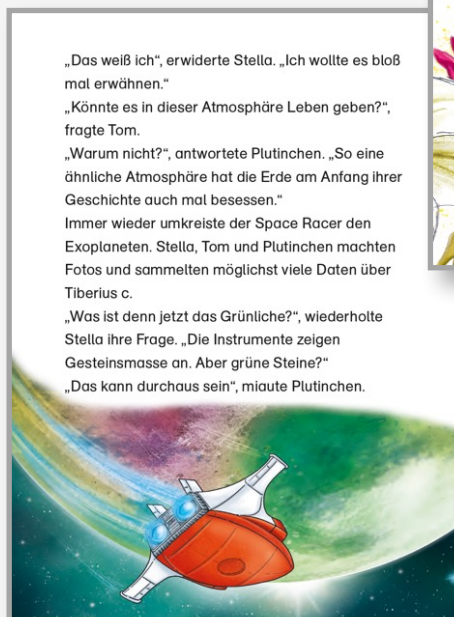 „Das weiß ich“, erwiderte Stella. „Ich wollte es bloß
mal erwähnen.“
„Könnte es in dieser Atmosphäre Leben geben?“,
fragte Tom.
„Warum nicht?“, antwortete Plutinchen. „So eine
ähnliche Atmosphäre hat die Erde am Anfang ihrer
Geschichte auch mal besessen.“
Immer wieder umkreiste der Space Racer den
Exoplaneten. Stella, Tom und Plutinchen machten
Fotos und sammelten möglichst viele Daten über
Tiberius c.
„Was ist denn jetzt das Grünliche?“, wiederholte
Stella ihre Frage. „Die Instrumente zeigen
Gesteinsmasse an. Aber grüne Steine?“
„Das kann durchaus sein“, miaute Plutinchen.